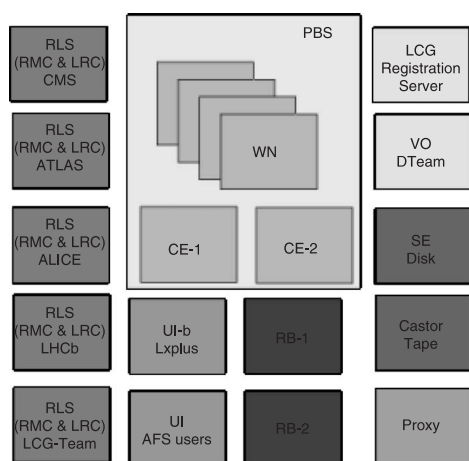 RLS
(RMC & LRC)
CMS
RLS
(RMC & LRC)
ATLAS
RLS
(RMC & LRC)
ALICE
RLS
(RMC & LRC)
LHCb
RLS
(RMC & LRC)
LCG-Team
PBS
WN
CE-1
CE-2
UI-b
Lxplus
RB-1
UI
AFS users
RB-2
LCG
Registration
Server
VO
DTeam
SE
Disk
Castor
Tape
Proxy